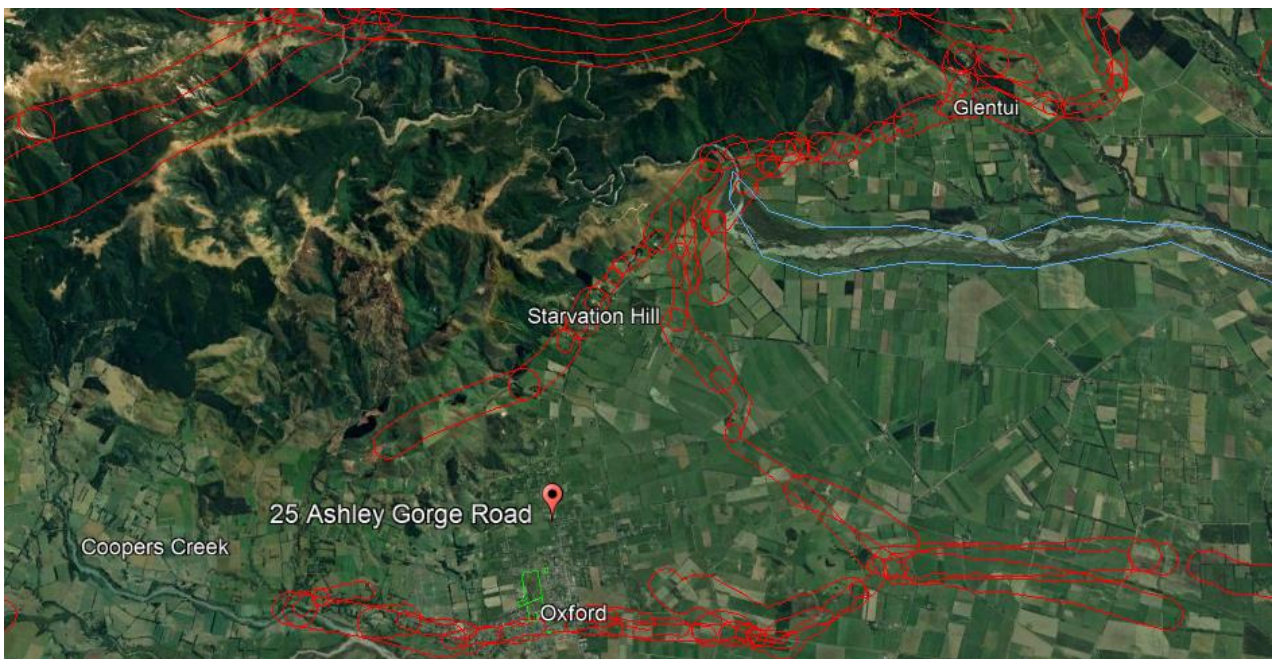 Glentui
Starvation Hill
25 Ashley Gorge Road
Coopers Creek
Oxford